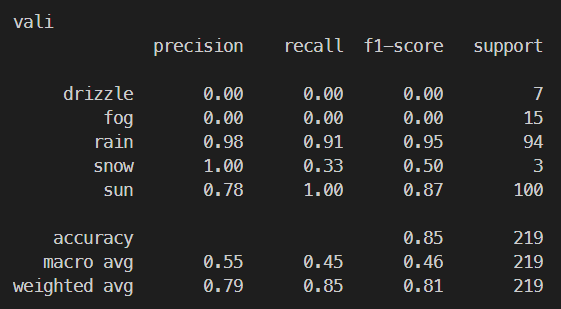 vali
precision recall f1-score support
drizzle 0.00 0.00 0.00 7
fog 0.00 0.00 0.00 15
rain 0.98 0.91 0.95 94
snow 1.00 0.33 0.50 3
sun 0.78 1.00 0.87 100
accuracy 0.85 219
macro avg 0.55 0.45 0.46 219
weighted avg 0.79 0.85 0.81 219